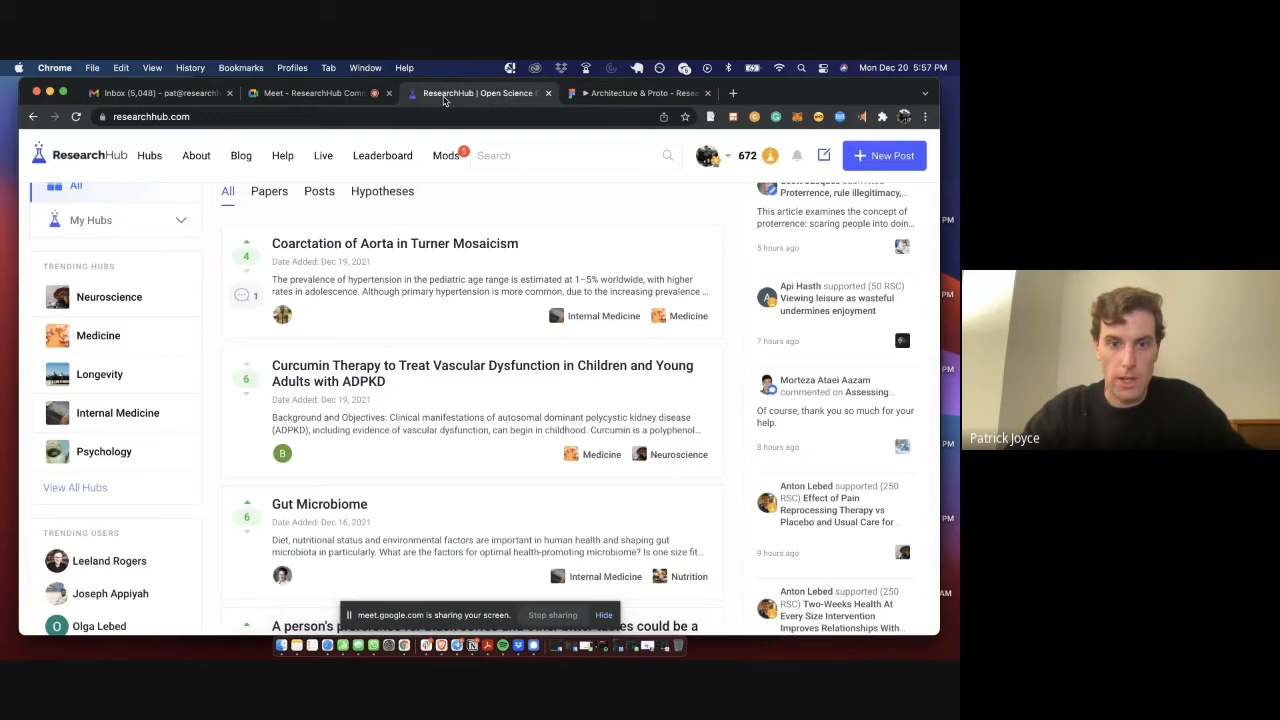 Chrome File Edit View History Bookmarks Profiles Tab Window Help Mon Dec 20 5:57 PM
Inbox (5,048) - pat@research Meet - ResearchHub Com ResearchHub | Open Science C Architecture & Proto - Resea
researchhub.com
ResearchHub Hubs About Blog Help Live Leaderboard Mods 5 Search 672 New Post
All
My Hubs
TRENDING HUBS
Neuroscience
Medicine
Longevity
Internal Medicine
Psychology
View All Hubs
TRENDING USERS
Leeland Rogers
Joseph Appiyah
O Olga Lebed
All Papers Posts Hypotheses
4
1
Coarctation of Aorta in Turner Mosaicism
Date Added: Dec 19, 2021
The prevalence of hypertension in the pediatric age range is estimated at 1–5% worldwide, with higher
rates in adolescence. Although primary hypertension is more common, due to the increasing prevalence ...
Internal Medicine Medicine
6
Curcumin Therapy to Treat Vascular Dysfunction in Children and Young
Adults with ADPKD
Date Added: Dec 19, 2021
Background and Objectives: Clinical manifestations of autosomal dominant polycystic kidney disease
(ADPKD), including evidence of vascular dysfunction, can begin in childhood. Curcumin is a polyphenol...
B Medicine Neuroscience
6
Gut Microbiome
Date Added: Dec 16, 2021
Diet, nutritional status and environmental factors are important in human health and shaping gut
microbiota in particularly. What are the factors for optimal health-promoting microbiome? Is one size fit...
Internal Medicine Nutrition
meet.google.com is sharing your screen. Stop sharing Hide
Proterrence, rule illegitimacy,...
This article examines the concept of
proterrence: scaring people into doin...
5 hours ago
A Api Hasth supported (50 RSC)
Viewing leisure as wasteful
undermines enjoyment
7 hours ago
Morteza Ataei Aazam
commented on Assessing...
Of course, thank you so much for your
help.
8 hours ago
Anton Lebed supported (250
RSC) Effect of Pain
Reprocessing Therapy vs
Placebo and Usual Care for...
9 hours ago
Anton Lebed supported (250
RSC) Two-Weeks Health At
Every Size Intervention
Improves Relationships With...
PM
PM
PM
PM
PM
AM
Patrick Joyce